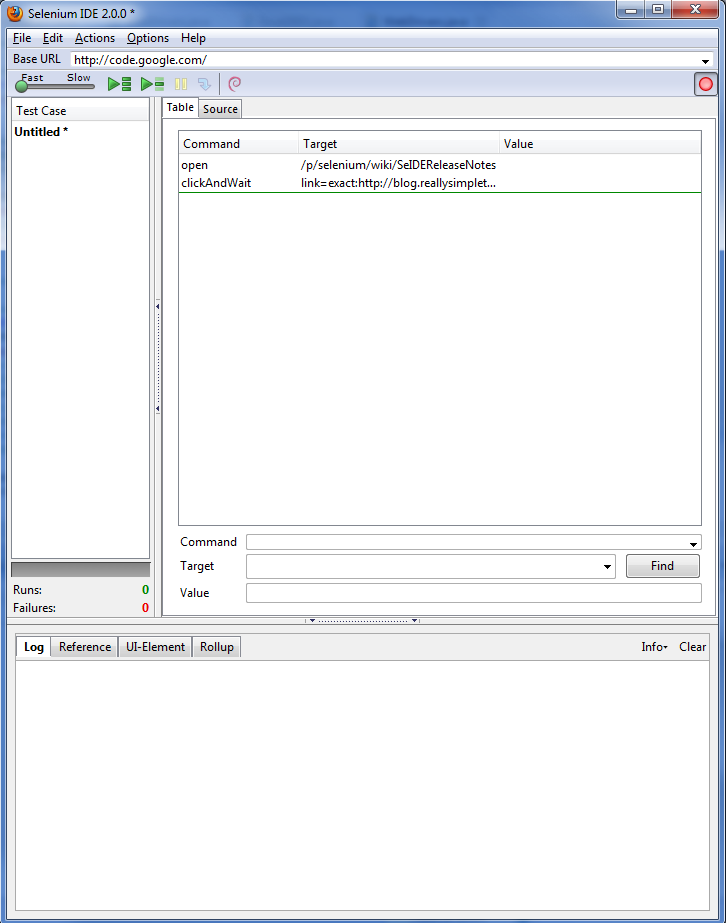 Selenium IDE 2.0.0 *
File Edit Actions Options Help
Base URL http://code.google.com/
Fast Slow
Test Case
Untitled *
Runs: 0
Failures: 0
Table Source
Command Target Value
open /p/selenium/wiki/SeIDEReleaseNotes
clickAndWait link=exact:http://blog.reallysimplet...
Command
Target Find
Value
Log Reference UI-Element Rollup Info Clear